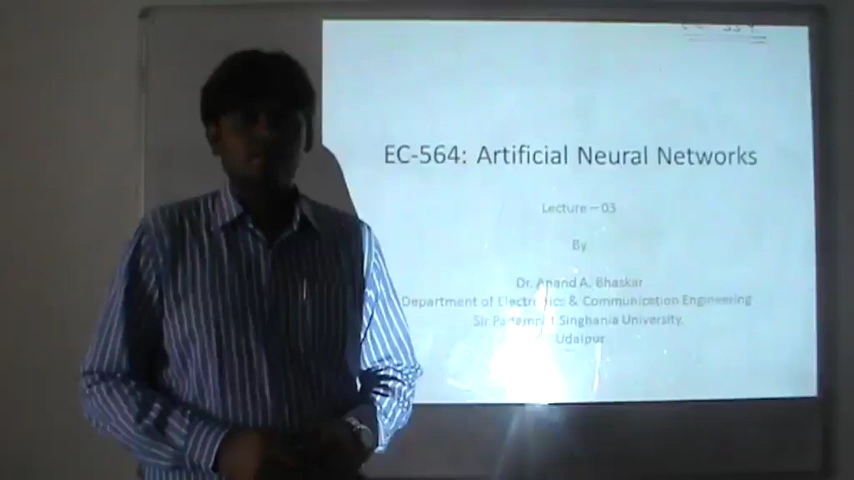 EC-564: Artificial Neural Networks
Lecture – 03
By
Dr. Anand A. Bhaskar
Department of Electronics & Communication Engineering
Sir Padampat Singhania University,
Udaipur